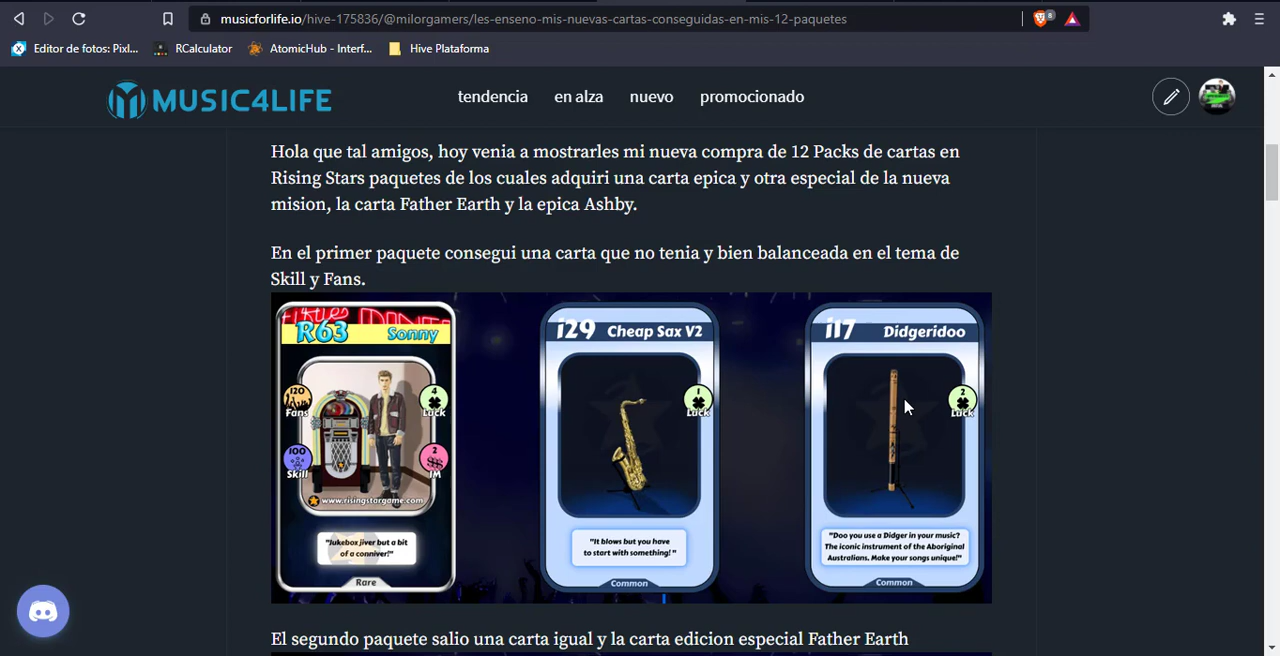 musicforlife.io/hive-175836/@milorgamers/les-enseno-mis-nuevas-cartas-conseguidas-en-mis-12-paquetes
8
Editor de fotos: Pixl...
RCalculator
AtomicHub - Interf...
Hive Plataforma
MUSIC4LIFE
tendencia
en alza
nuevo
promocionado
Hola que tal amigos, hoy venia a mostrarles mi nueva compra de 12 Packs de cartas en
Rising Stars paquetes de los cuales adquiri una carta epica y otra especial de la nueva
mision, la carta Father Earth y la epica Ashby.
En el primer paquete consegui una carta que no tenia y bien balanceada en el tema de
Skill y Fans.
DINE
R63 Sonny
120
Fans
4
Luck
100
Skill
2
IM
www.risingstargame.com
"Jukebox jiver but a bit
of a conniver!"
Rare
i29 Cheap Sax V2
1
Luck
"It blows but you have
to start with something!"
Common
i17 Didgeridoo
2
Luck
"Doo you use a Didger in your music?
The iconic instrument of the Aboriginal
Australians. Make your songs unique!"
Common
El segundo paquete salio una carta igual y la carta edicion especial Father Earth